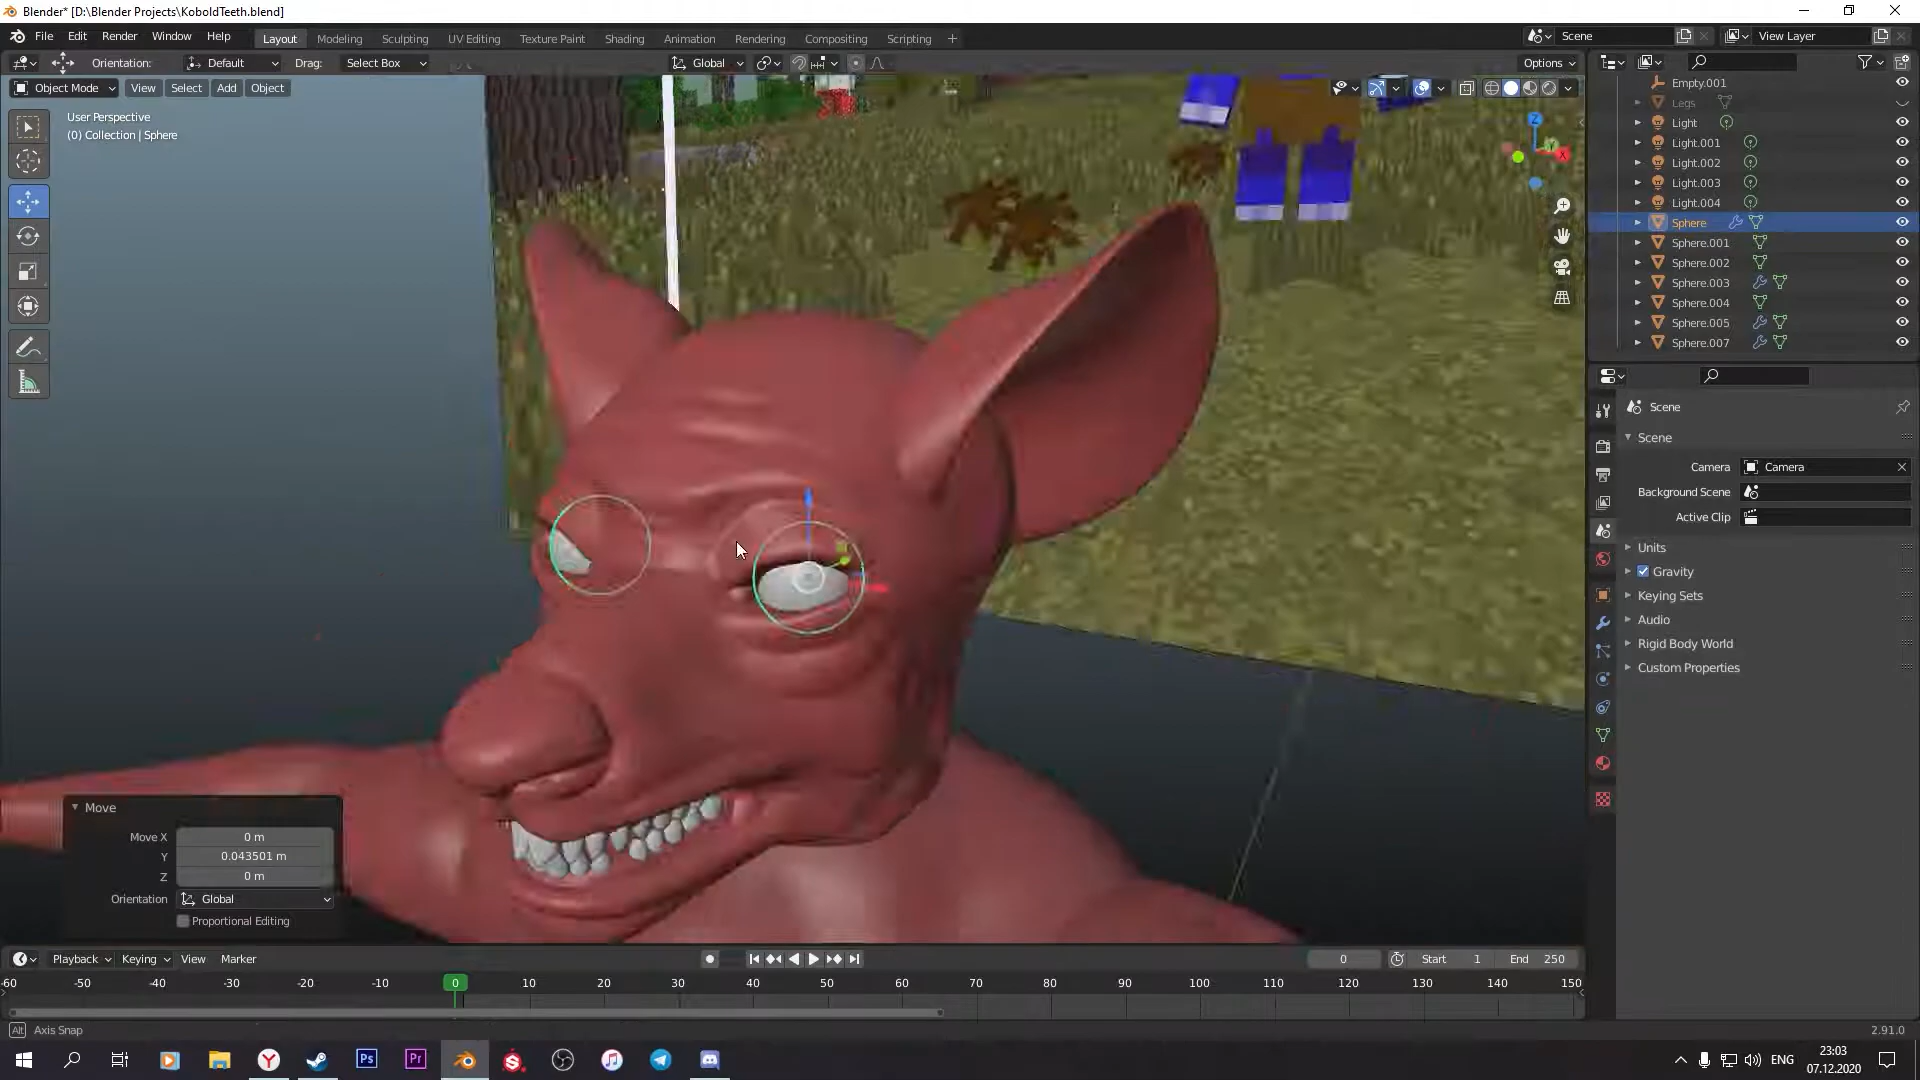 Blender* [D:\Blender Projects\KoboldTeeth.blend]
File Edit Render Window Help Layout Modeling Sculpting UV Editing Texture Paint Shading Animation Rendering Compositing Scripting + Scene View Layer
Orientation: Default Drag: Select Box Global Options
Object Mode View Select Add Object
User Perspective
(0) Collection | Sphere
Z
Y
X
Empty.001
Legs
Light
Light.001
Light.002
Light.003
Light.004
Sphere
Sphere.001
Sphere.002
Sphere.003
Sphere.004
Sphere.005
Sphere.007
Scene
Scene
Camera Camera
Background Scene
Active Clip
Units
Gravity
Keying Sets
Audio
Rigid Body World
Custom Properties
Move
Move X 0 m
Y 0.043501 m
Z 0 m
Orientation Global
Proportional Editing
Playback Keying View Marker 0 Start 1 End 250
-60 -50 -40 -30 -20 -10 0 10 20 30 40 50 60 70 80 90 100 110 120 130 140 150
Alt Axis Snap 2.91.0
Ps Pr ENG 23:03
07.12.2020